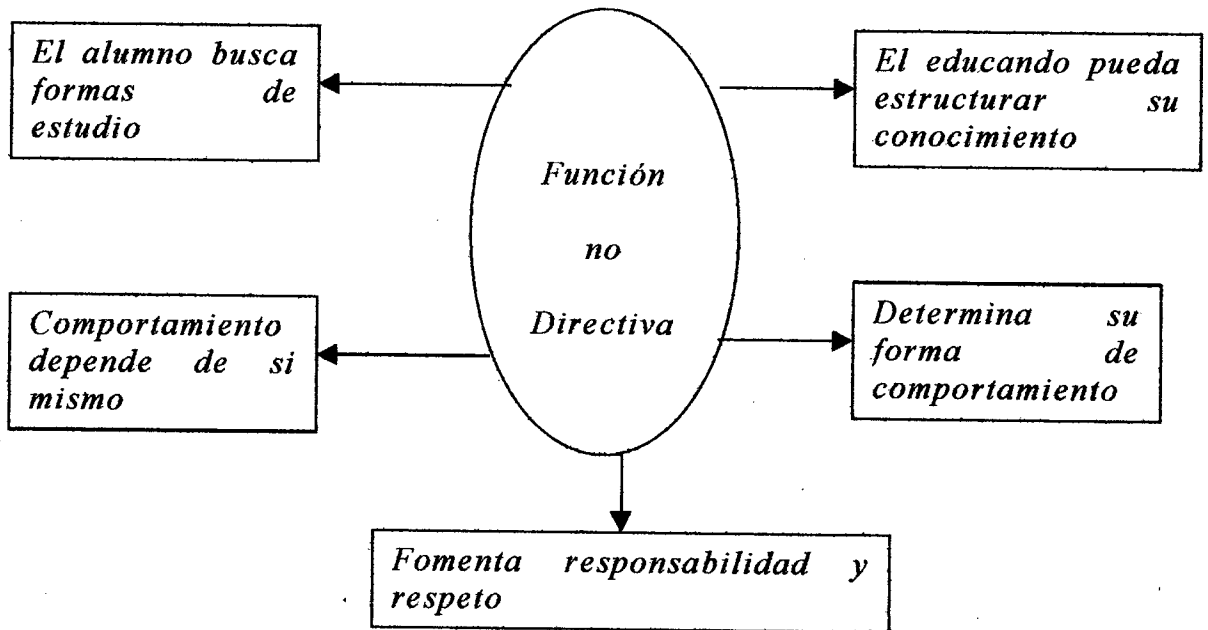 El alumno busca
formas de
estudio
El educando pueda
estructurar su
conocimiento
Función
no
Directiva
Comportamiento
depende de si
mismo
Determina su
forma de
comportamiento
Fomenta responsabilidad y
respeto